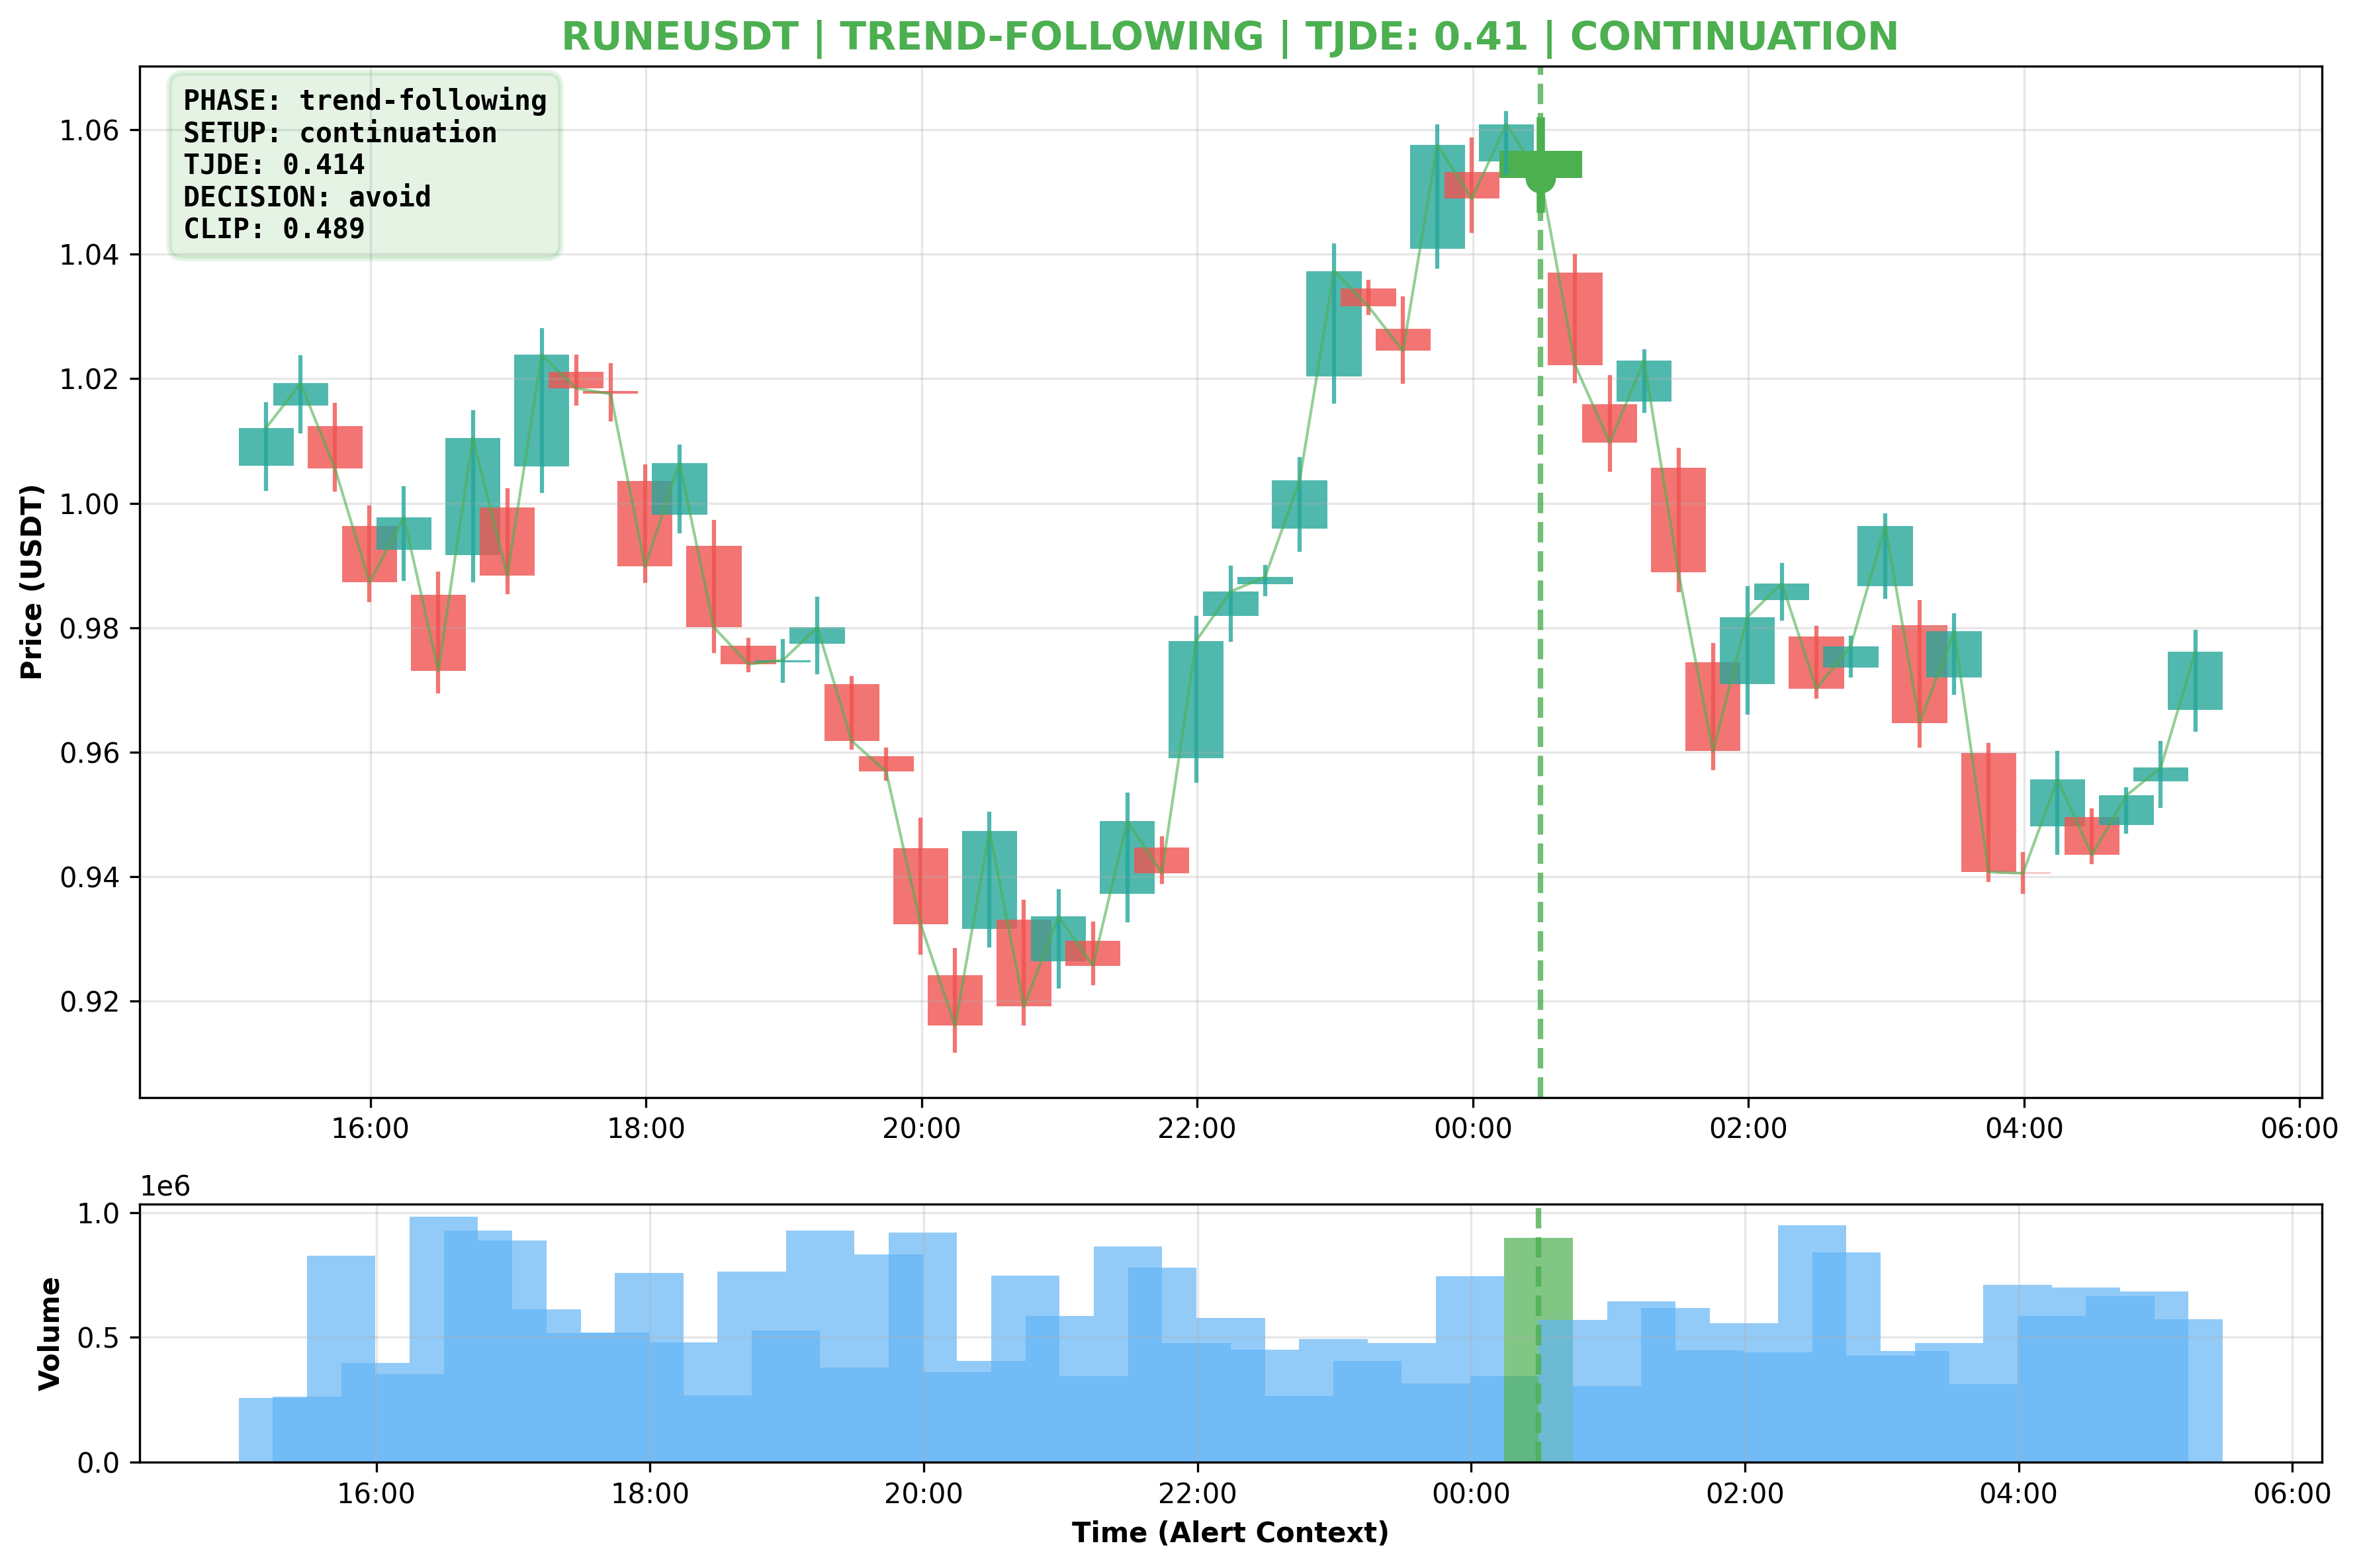 RUNEUSDT | TREND-FOLLOWING | TJDE: 0.41 | CONTINUATION
PHASE: trend-following
SETUP: continuation
TJDE: 0.414
DECISION: avoid
CLIP: 0.489
Price (USDT)
1.06
1.04
1.02
1.00
0.98
0.96
0.94
0.92
16:00 18:00 20:00 22:00 00:00 02:00 04:00 06:00
1e6
Volume
1.0
0.5
0.0
16:00 18:00 20:00 22:00 00:00 02:00 04:00 06:00
Time (Alert Context)